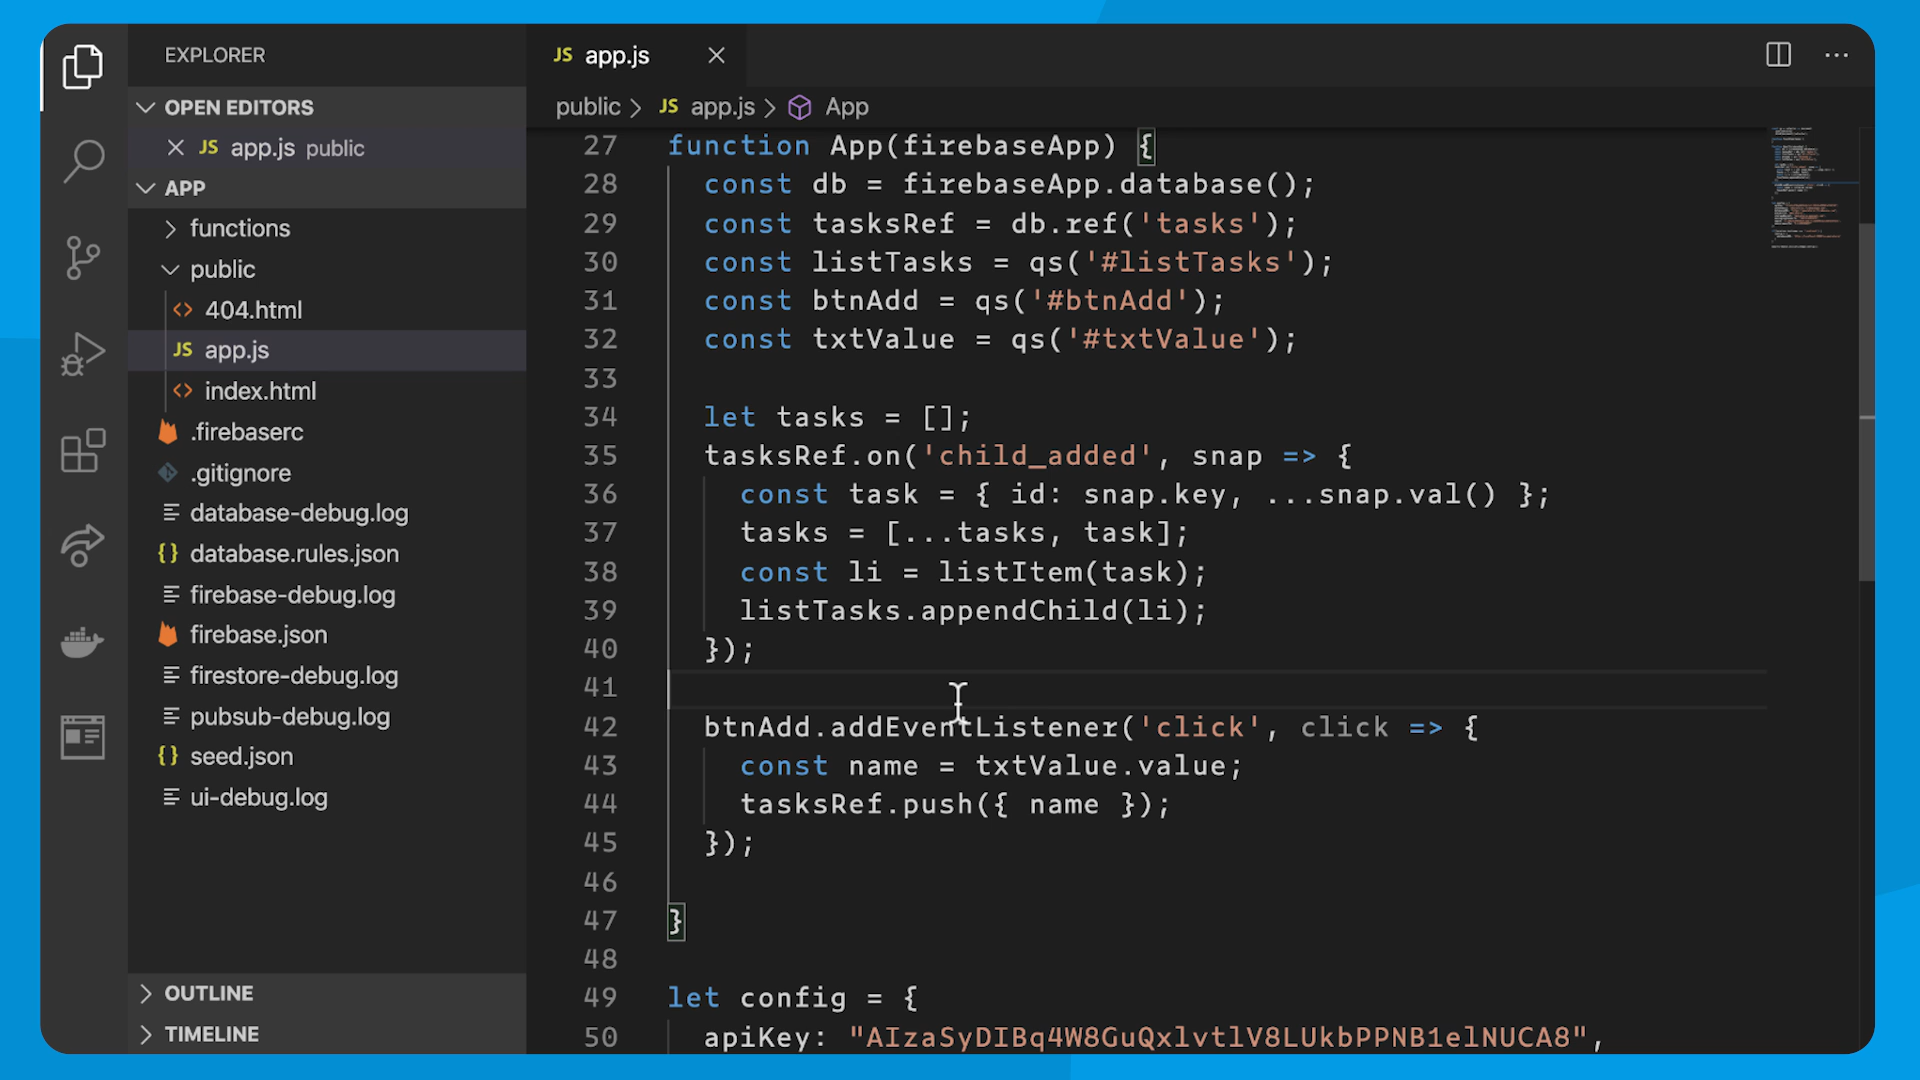 EXPLORER
OPEN EDITORS
JS app.js public
APP
functions
public
<> 404.html
JS app.js
<> index.html
.firebaserc
.gitignore
database-debug.log
{} database.rules.json
firebase-debug.log
firebase.json
firestore-debug.log
pubsub-debug.log
{} seed.json
ui-debug.log
OUTLINE
TIMELINE
JS app.js
public > JS app.js > App
27 function App(firebaseApp) {
28 const db = firebaseApp.database();
29 const tasksRef = db.ref('tasks');
30 const listTasks = qs('#listTasks');
31 const btnAdd = qs('#btnAdd');
32 const txtValue = qs('#txtValue');
33
34 let tasks = [];
35 tasksRef.on('child_added', snap => {
36 const task = { id: snap.key, ...snap.val() };
37 tasks = [...tasks, task];
38 const li = listItem(task);
39 listTasks.appendChild(li);
40 });
41
42 btnAdd.addEventListener('click', click => {
43 const name = txtValue.value;
44 tasksRef.push({ name });
45 });
46
47 }
48
49 let config = {
50 apiKey: "AIzaSyDIBq4W8GuQxlvtlV8LUkbPPNB1elNUCA8",